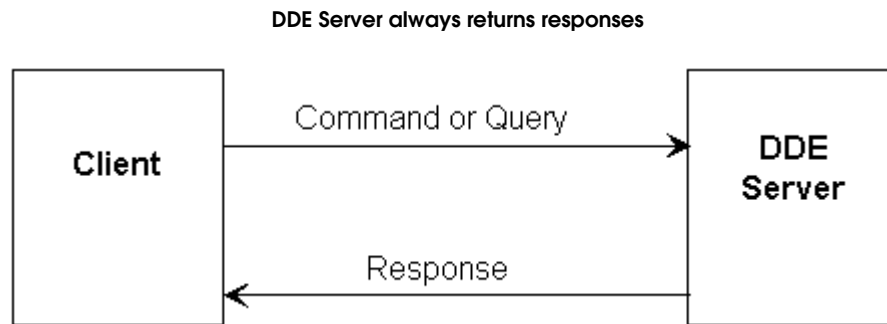 DDE Server always returns responses
Command or Query
Client
DDE
Server
Response